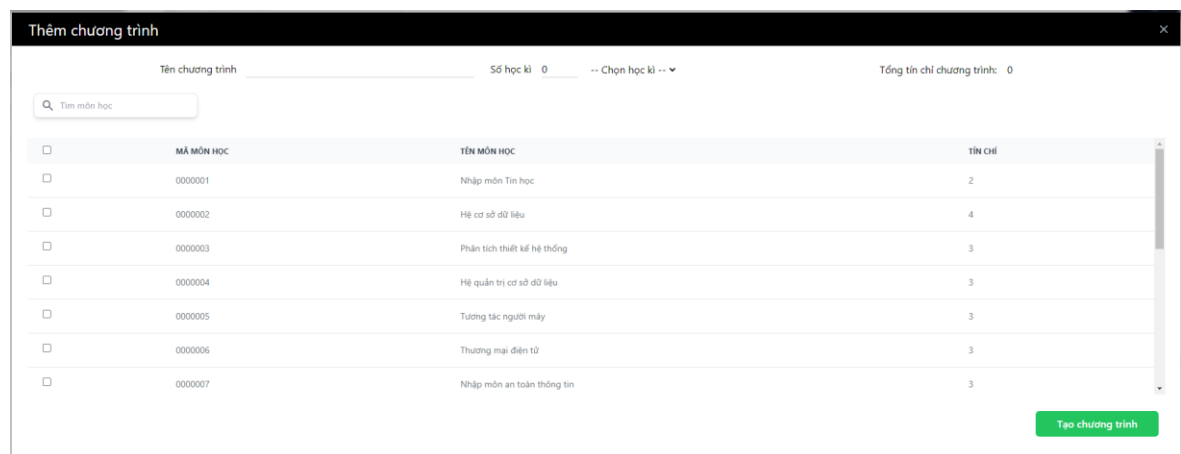 Thêm chương trình
Tên chương trình Số học kì 0 -- Chọn học kì -- Tổng tín chỉ chương trình: 0
Tìm môn học
MÃ MÔN HỌC TÊN MÔN HỌC TÍN CHỈ
0000001 Nhập môn Tin học 2
0000002 Hệ cơ sở dữ liệu 4
0000003 Phân tích thiết kế hệ thống 3
0000004 Hệ quản trị cơ sở dữ liệu 3
0000005 Tương tác người máy 3
0000006 Thương mại điện tử 3
0000007 Nhập môn an toàn thông tin 3
Tạo chương trình